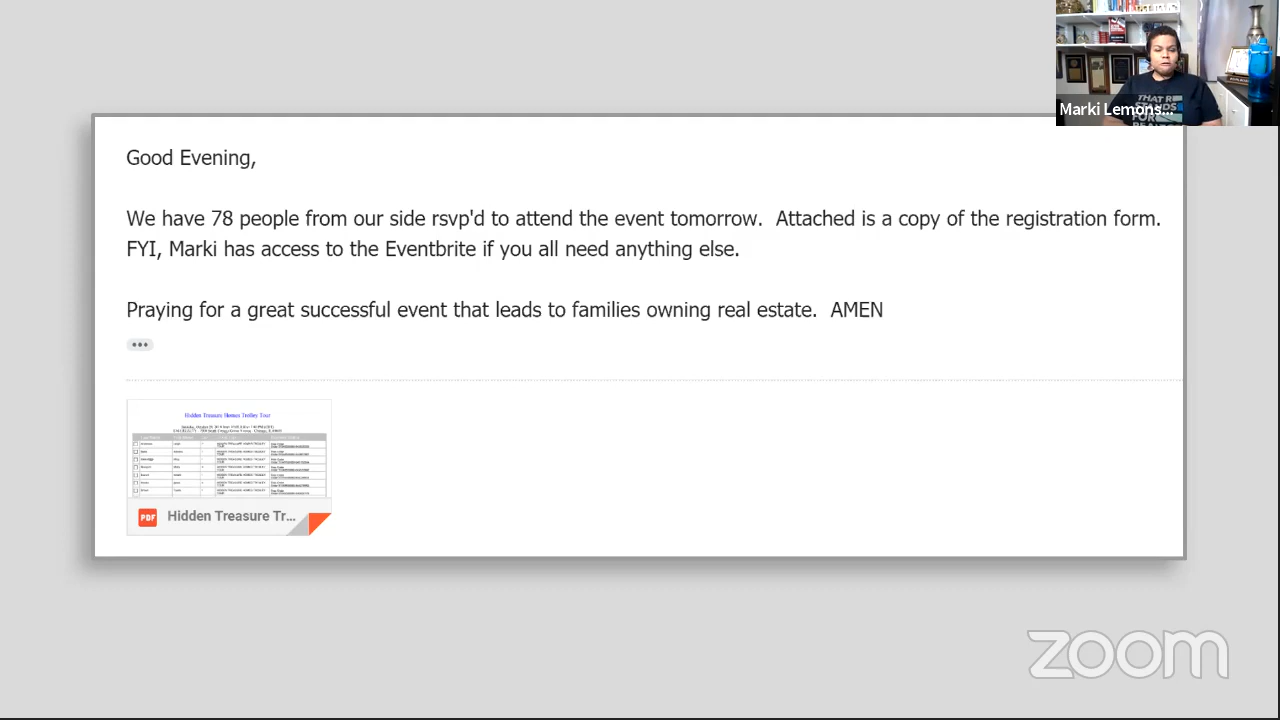 Marki Lemons...
THAT R
STANDS
FOR
Good Evening,
We have 78 people from our side rsvp'd to attend the event tomorrow.  Attached is a copy of the registration form.
FYI, Marki has access to the Eventbrite if you all need anything else.
Praying for a great successful event that leads to families owning real estate.  AMEN
Hidden Treasure Homes Trolley Tour
PDF Hidden Treasure Tr...
zoom